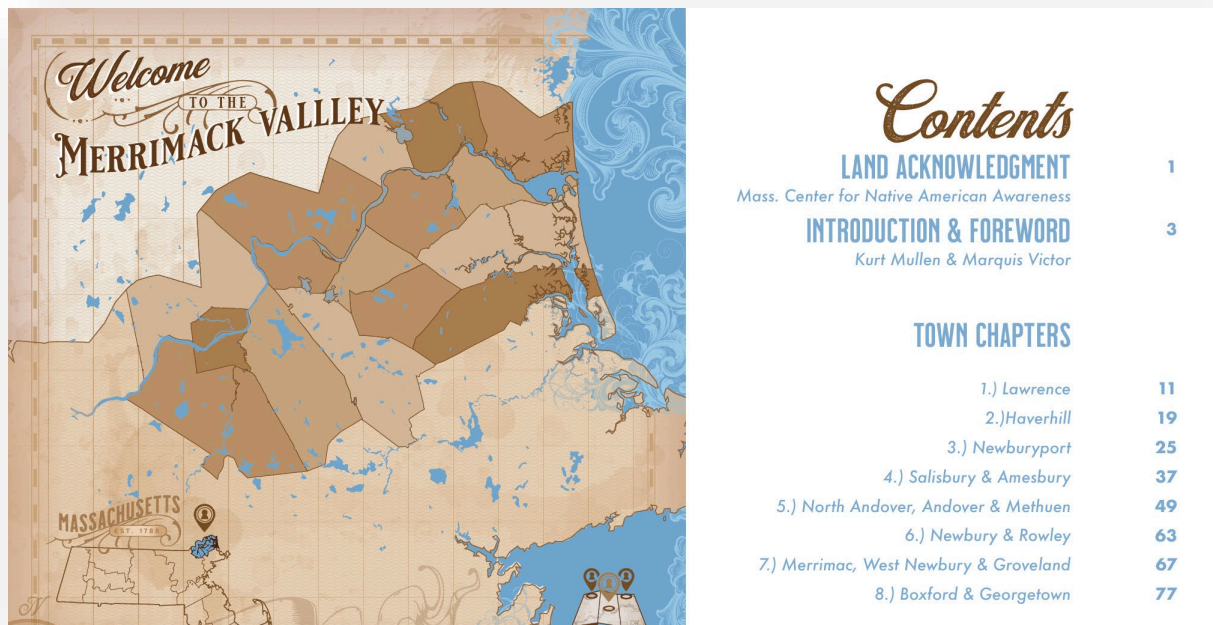 Welcome
TO THE
MERRIMACK VALLLEY
MASSACHUSETTS
EST. 1788
N
Contents
LAND ACKNOWLEDGMENT 1
Mass. Center for Native American Awareness
INTRODUCTION & FOREWORD 3
Kurt Mullen & Marquis Victor
TOWN CHAPTERS
1.) Lawrence 11
2.)Haverhill 19
3.) Newburyport 25
4.) Salisbury & Amesbury 37
5.) North Andover, Andover & Methuen 49
6.) Newbury & Rowley 63
7.) Merrimac, West Newbury & Groveland 67
8.) Boxford & Georgetown 77